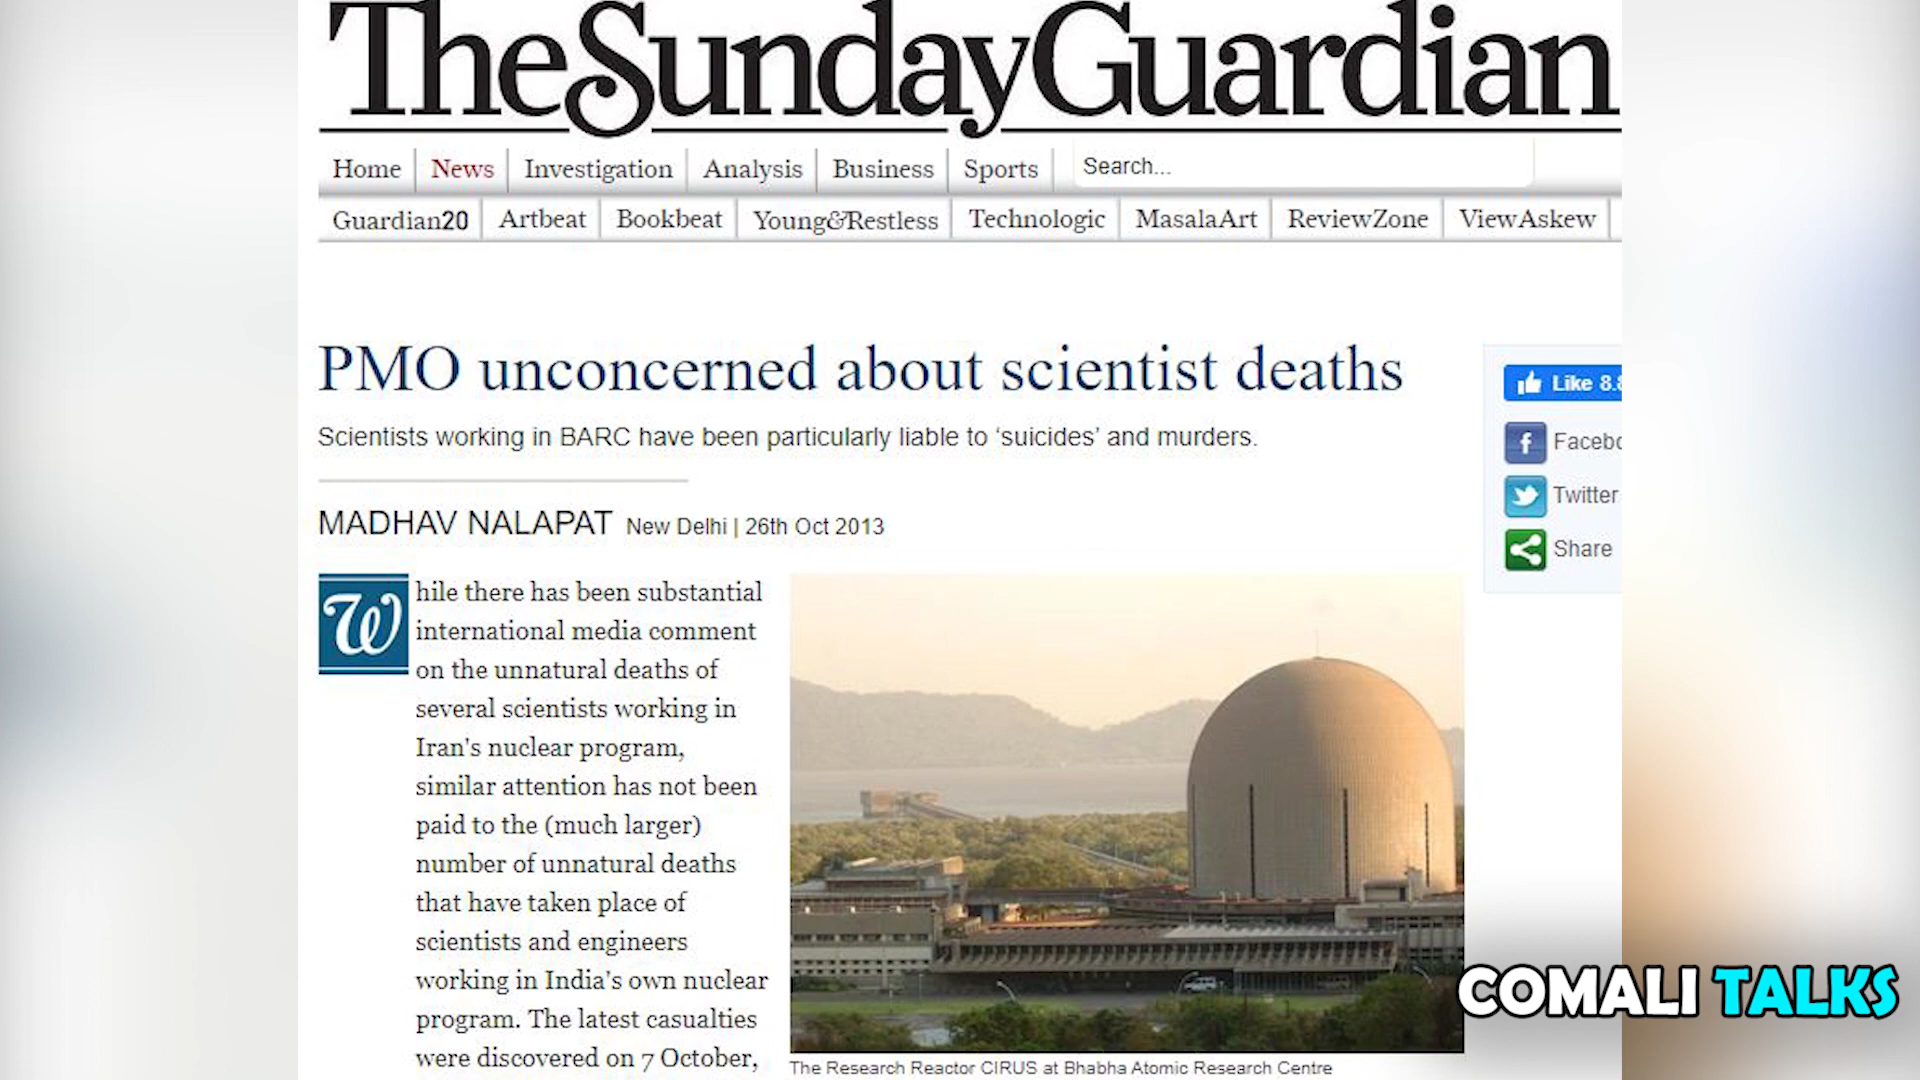 The Sunday Guardian
Home News Investigation Analysis Business Sports Search...
Guardian20 Artbeat Bookbeat Young&Restless Technologic MasalaArt ReviewZone ViewAskew
PMO unconcerned about scientist deaths
Scientists working in BARC have been particularly liable to ‘suicides’ and murders.
MADHAV NALAPAT New Delhi | 26th Oct 2013
While there has been substantial
international media comment
on the unnatural deaths of
several scientists working in
Iran's nuclear program,
similar attention has not been
paid to the (much larger)
number of unnatural deaths
that have taken place of
scientists and engineers
working in India's own nuclear
program. The latest casualties
were discovered on 7 October,
The Research Reactor CIRUS at Bhabha Atomic Research Centre
Like
Twitter
Share
COMALI TALKS